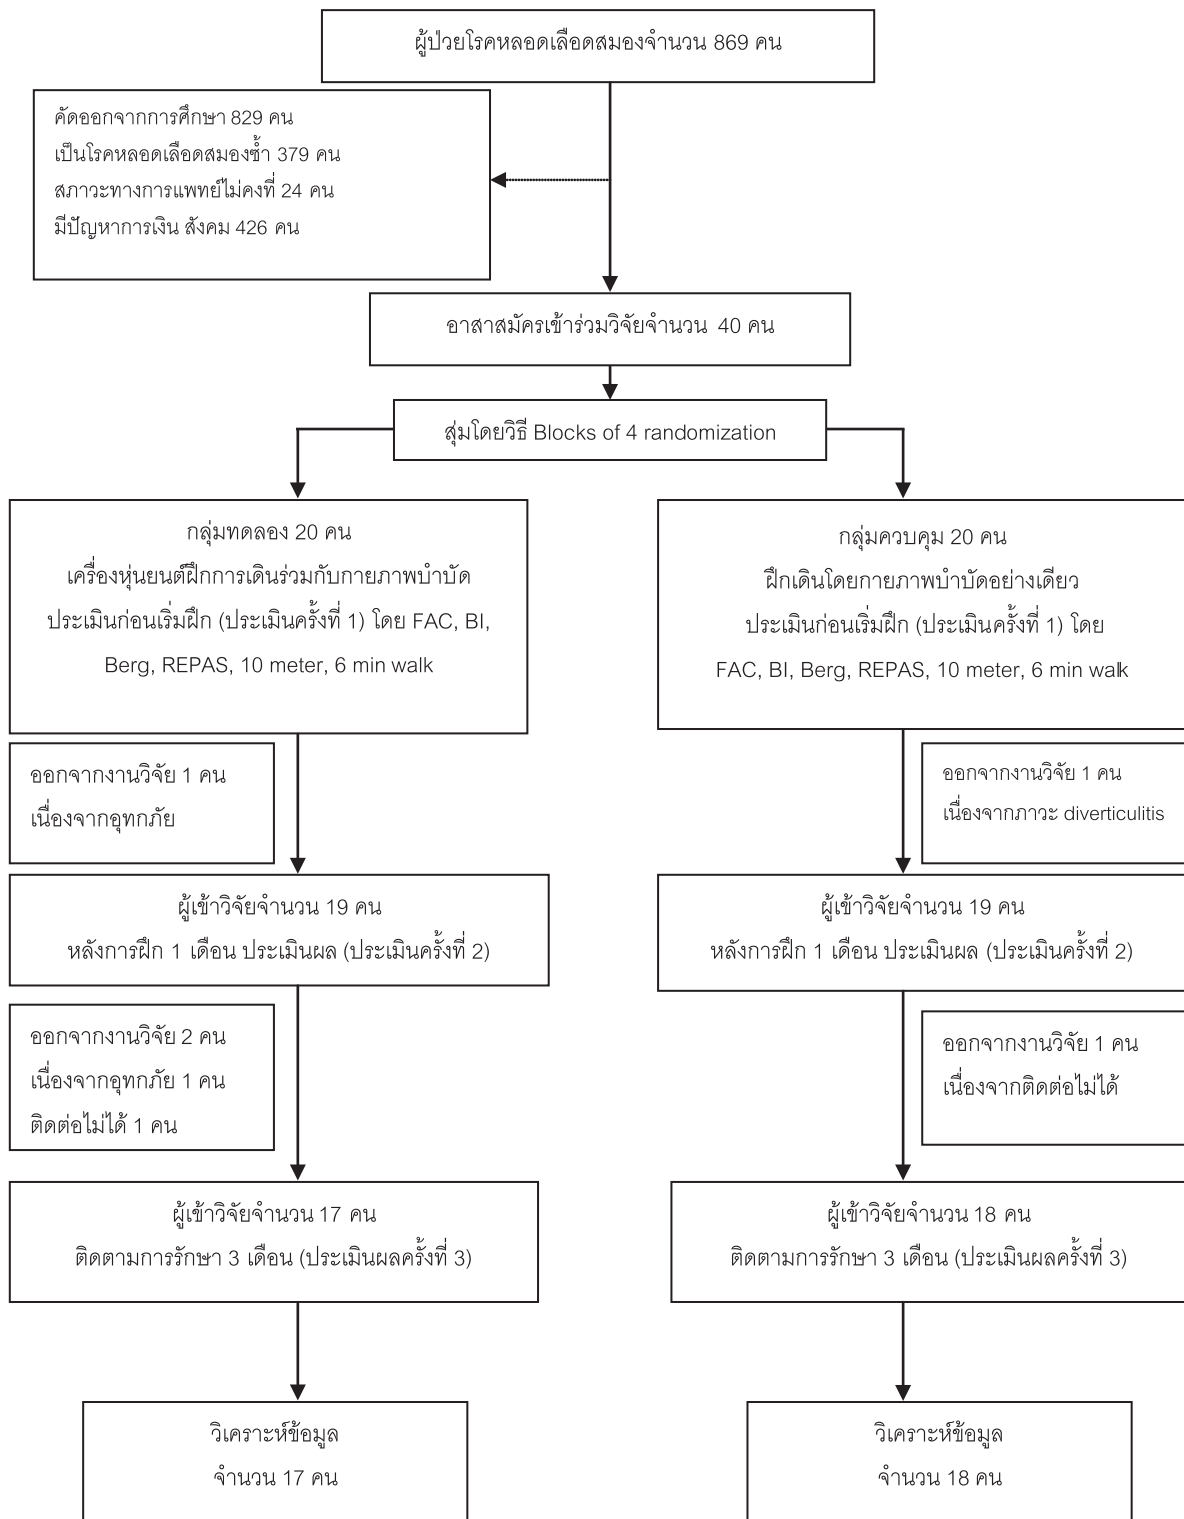 ผู้ป่วยโรคหลอดเลือดสมองจำนวน 869 คน
คัดออกจากการศึกษา 829 คน
เป็นโรคหลอดเลือดสมองซ้ำ 379 คน
สภาวะทางการแพทย์ไม่คงที่ 24 คน
มีปัญหาการเงิน สังคม 426 คน
อาสาสมัครเข้าร่วมวิจัยจำนวน 40 คน
สุ่มโดยวิธี Blocks of 4 randomization
กลุ่มทดลอง 20 คน
เครื่องหุ่นยนต์ฝึกการเดินร่วมกับกายภาพบำบัด
ประเมินก่อนเริ่มฝึก (ประเมินครั้งที่ 1) โดย FAC, BI,
Berg, REPAS, 10 meter, 6 min walk
กลุ่มควบคุม 20 คน
ฝึกเดินโดยกายภาพบำบัดอย่างเดียว
ประเมินก่อนเริ่มฝึก (ประเมินครั้งที่ 1) โดย
FAC, BI, Berg, REPAS, 10 meter, 6 min walk
ออกจากงานวิจัย 1 คน
เนื่องจากอุทกภัย
ออกจากงานวิจัย 1 คน
เนื่องจากภาวะ diverticulitis
ผู้เข้าวิจัยจำนวน 19 คน
หลังการฝึก 1 เดือน ประเมินผล (ประเมินครั้งที่ 2)
ผู้เข้าวิจัยจำนวน 19 คน
หลังการฝึก 1 เดือน ประเมินผล (ประเมินครั้งที่ 2)
ออกจากงานวิจัย 2 คน
เนื่องจากอุทกภัย 1 คน
ติดต่อไม่ได้ 1 คน
ออกจากงานวิจัย 1 คน
เนื่องจากติดต่อไม่ได้
ผู้เข้าวิจัยจำนวน 17 คน
ติดตามการรักษา 3 เดือน (ประเมินผลครั้งที่ 3)
ผู้เข้าวิจัยจำนวน 18 คน
ติดตามการรักษา 3 เดือน (ประเมินผลครั้งที่ 3)
วิเคราะห์ข้อมูล
จำนวน 17 คน
วิเคราะห์ข้อมูล
จำนวน 18 คน